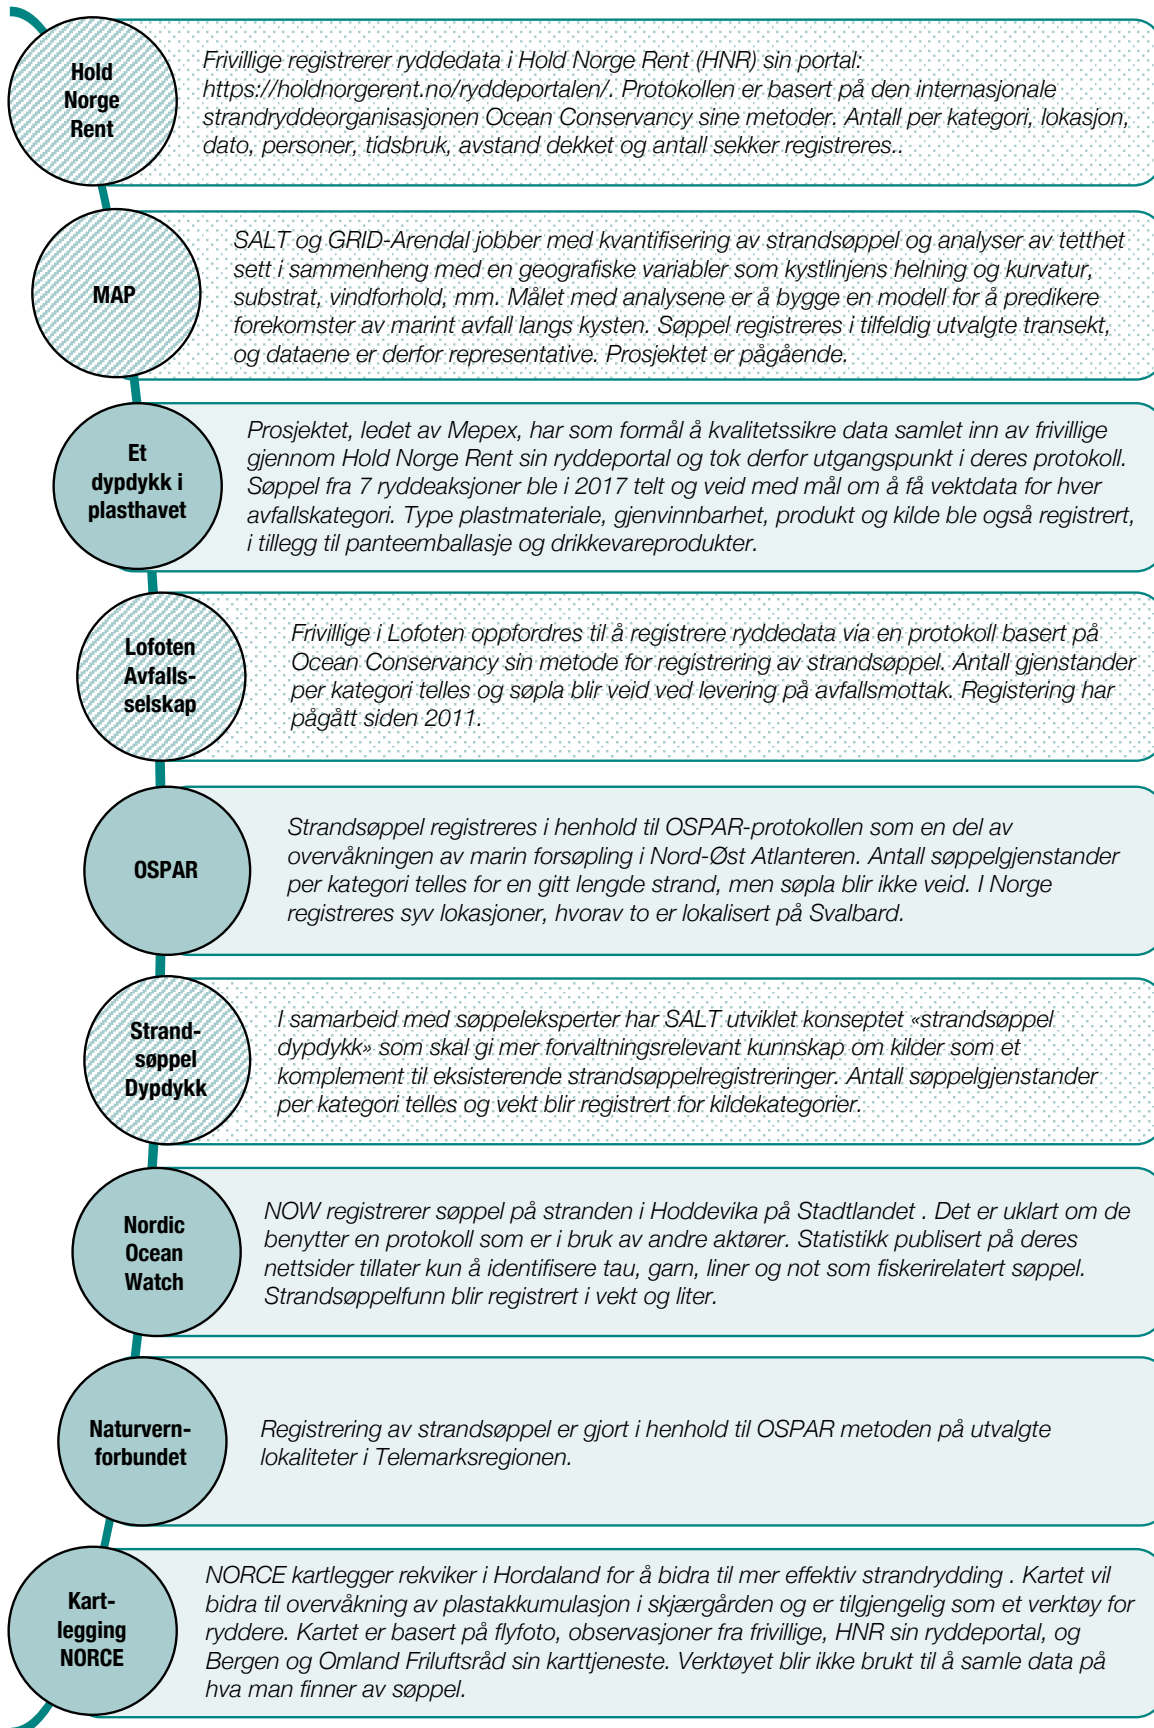 Hold
Norge
Rent
Frivillige registrerer ryddedata i Hold Norge Rent (HNR) sin portal:
https://holdnorgerent.no/ryddeportalen/. Protokollen er basert på den internasjonale
strandryddeorganisasjonen Ocean Conservancy sine metoder. Antall per kategori, lokasjon,
dato, personer, tidsbruk, avstand dekket og antall sekker registreres..
MAP
SALT og GRID-Arendal jobber med kvantifisering av strandsøppel og analyser av tetthet
sett i sammenheng med en geografiske variabler som kystlinjens helning og kurvatur,
substrat, vindforhold, mm. Målet med analysene er å bygge en modell for å predikere
forekomster av marint avfall langs kysten. Søppel registreres i tilfeldig utvalgte transekt,
og dataene er derfor representative. Prosjektet er pågående.
Et
dypdykk i
plasthavet
Prosjektet, ledet av Mepex, har som formål å kvalitetssikre data samlet inn av frivillige
gjennom Hold Norge Rent sin ryddeportal og tok derfor utgangspunkt i deres protokoll.
Søppel fra 7 ryddeaksjoner ble i 2017 telt og veid med mål om å få vektdata for hver
avfallskategori. Type plastmateriale, gjenvinnbarhet, produkt og kilde ble også registrert,
i tillegg til panteemballasje og drikkevareprodukter.
Lofoten
Avfalls-
selskap
Frivillige i Lofoten oppfordres til å registrere ryddedata via en protokoll basert på
Ocean Conservancy sin metode for registrering av strandsøppel. Antall gjenstander
per kategori telles og søpla blir veid ved levering på avfallsmottak. Registering har
pågått siden 2011.
OSPAR
Strandsøppel registreres i henhold til OSPAR-protokollen som en del av
overvåkningen av marin forsøpling i Nord-Øst Atlanteren. Antall søppelgjenstander
per kategori telles for en gitt lengde strand, men søpla blir ikke veid. I Norge
registreres syv lokasjoner, hvorav to er lokalisert på Svalbard.
Strand-
søppel
Dypdykk
I samarbeid med søppeleksperter har SALT utviklet konseptet «strandsøppel
dypdykk» som skal gi mer forvaltningsrelevant kunnskap om kilder som et
komplement til eksisterende strandsøppelregistreringer. Antall søppelgjenstander
per kategori telles og vekt blir registrert for kildekategorier.
Nordic
Ocean
Watch
NOW registrerer søppel på stranden i Hoddevika på Stadtlandet . Det er uklart om de
benytter en protokoll som er i bruk av andre aktører. Statistikk publisert på deres
nettsider tillater kun å identifisere tau, garn, liner og not som fiskerirelatert søppel.
Strandsøppelfunn blir registrert i vekt og liter.
Naturvern-
forbundet
Registrering av strandsøppel er gjort i henhold til OSPAR metoden på utvalgte
lokaliteter i Telemarksregionen.
Kart-
legging
NORCE
NORCE kartlegger rekviker i Hordaland for å bidra til mer effektiv strandrydding . Kartet vil
bidra til overvåkning av plastakkumulasjon i skjærgården og er tilgjengelig som et verktøy for
ryddere. Kartet er basert på flyfoto, observasjoner fra frivillige, HNR sin ryddeportal, og
Bergen og Omland Friluftsråd sin karttjeneste. Verktøyet blir ikke brukt til å samle data på
hva man finner av søppel.